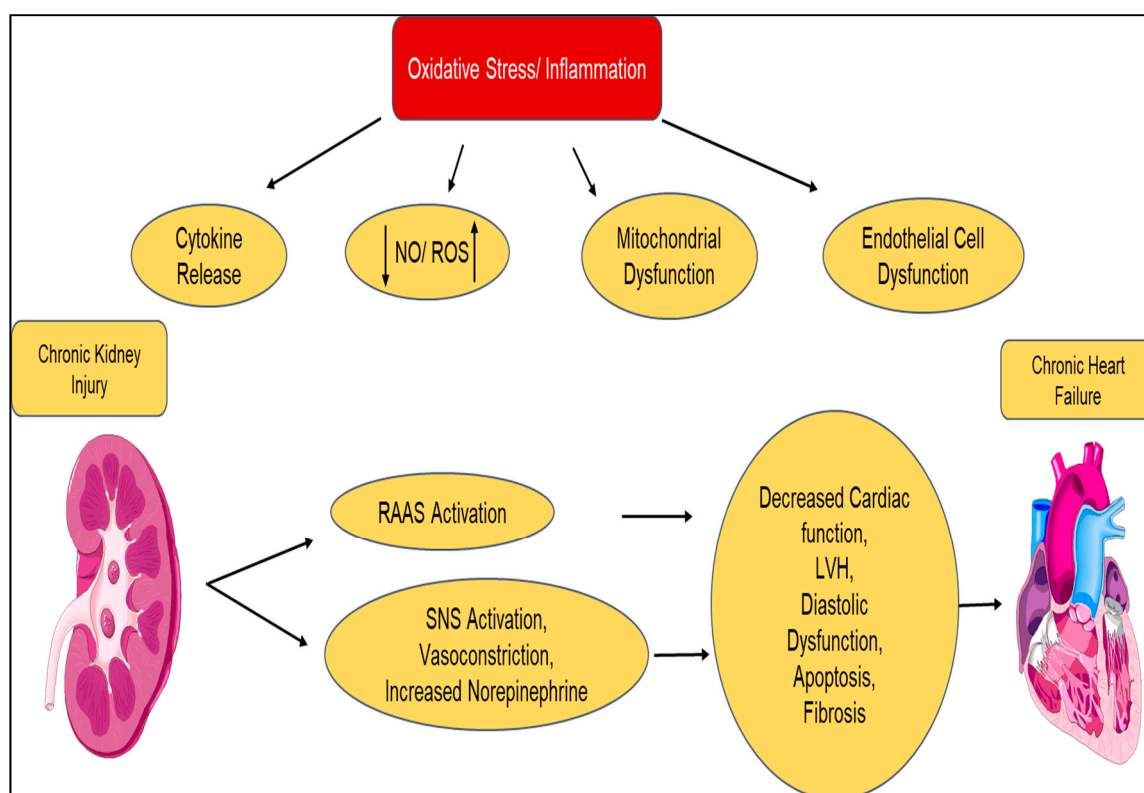 Oxidative Stress/ Inflammation
Cytokine
Release
↓ NO/ ROS ↑
Mitochondrial
Dysfunction
Endothelial Cell
Dysfunction
Chronic Kidney
Injury
Chronic Heart
Failure
RAAS Activation
SNS Activation,
Vasoconstriction,
Increased Norepinephrine
Decreased Cardiac
function,
LVH,
Diastolic
Dysfunction,
Apoptosis,
Fibrosis